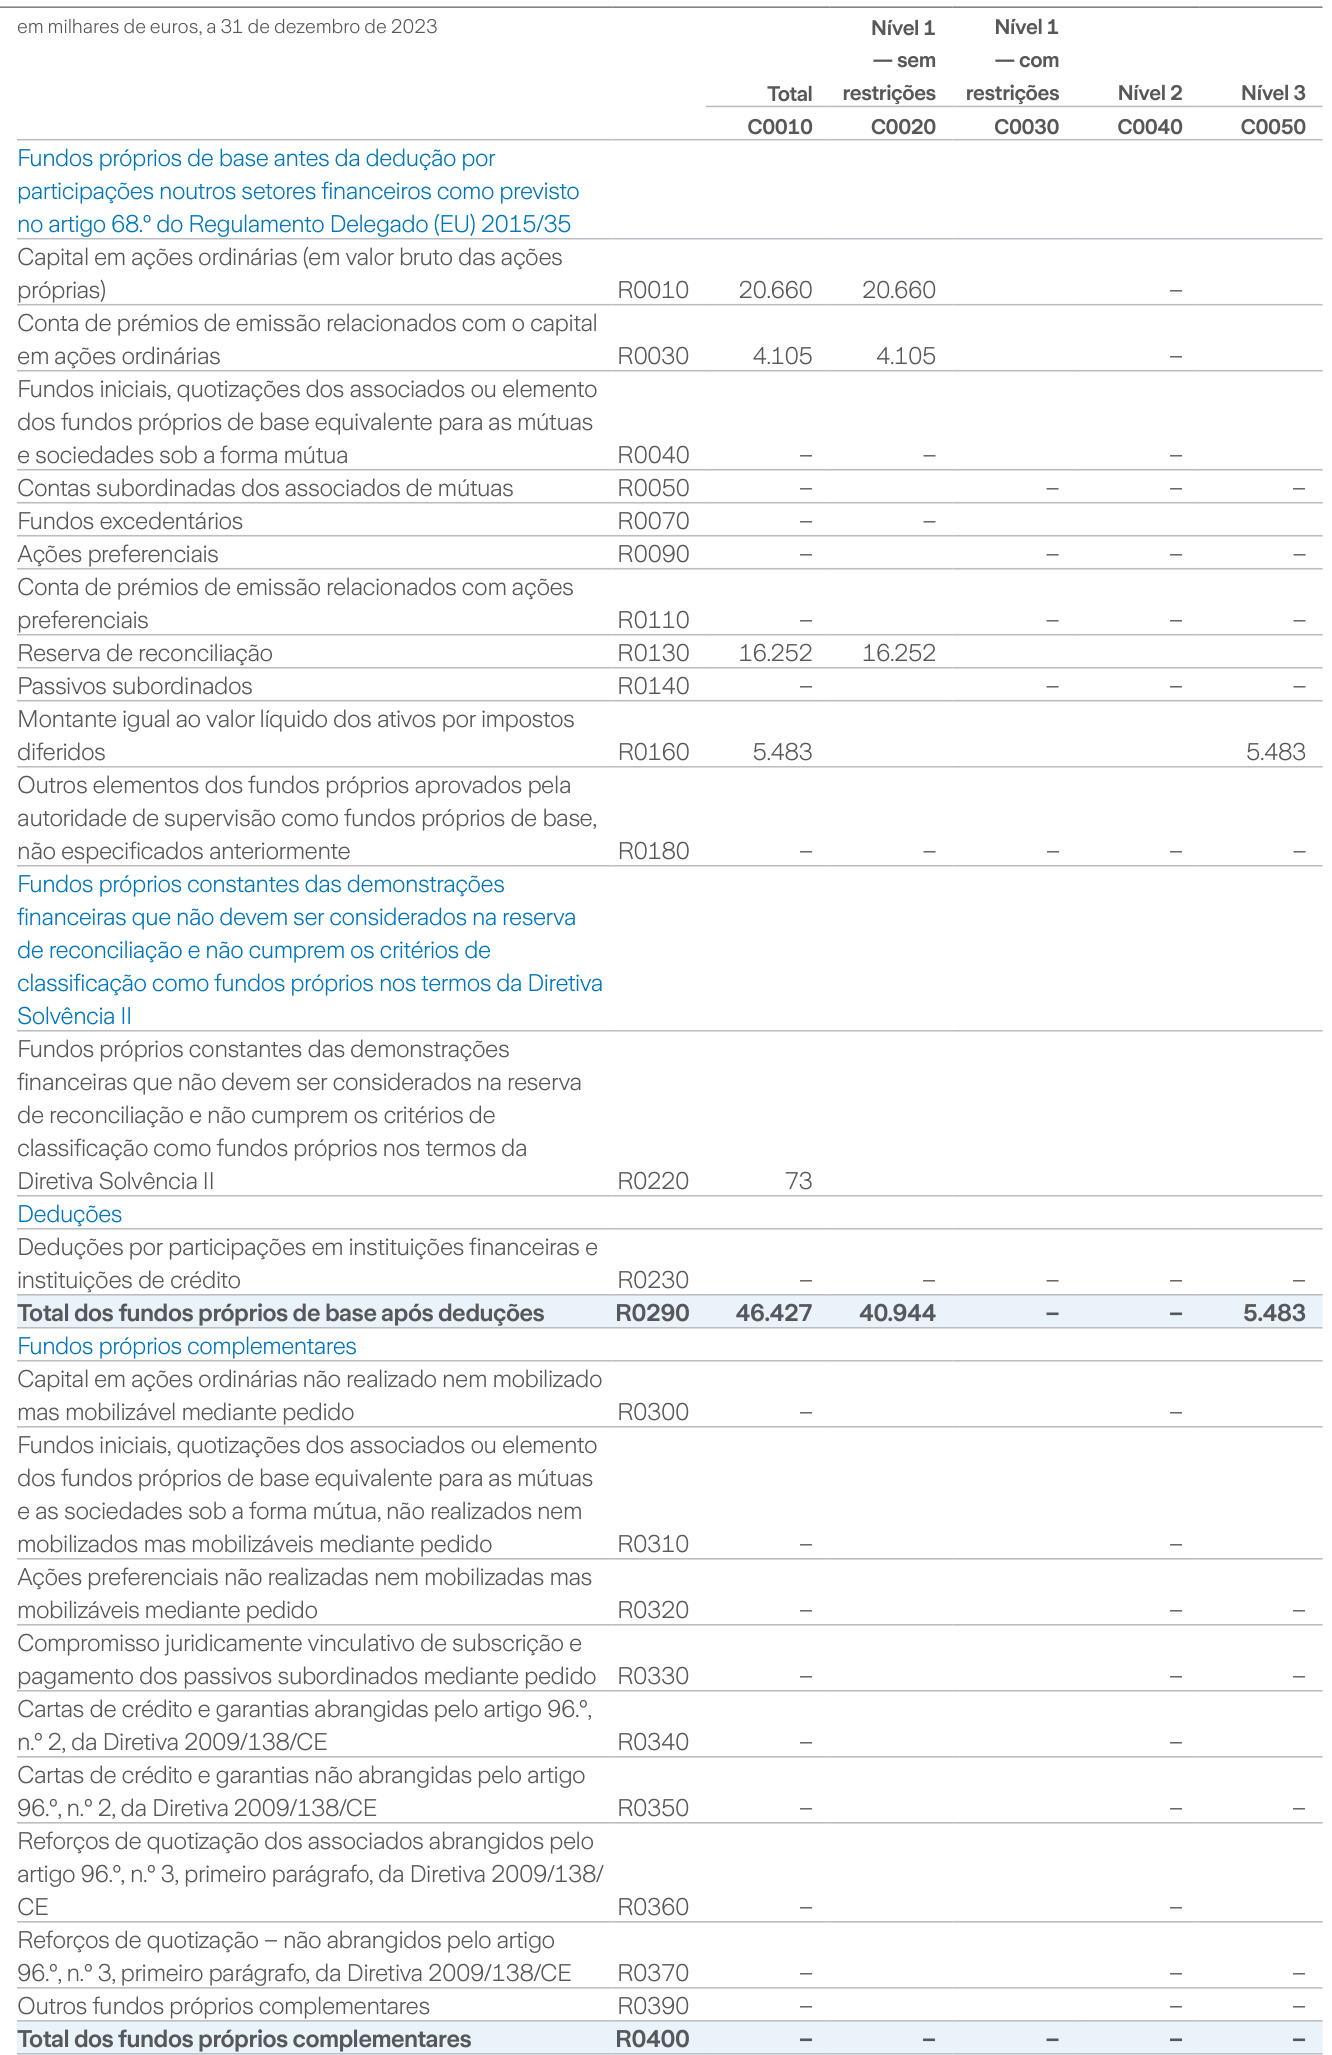 em milhares de euros, a 31 de dezembro de 2023
Total
Nível 1
— sem
restrições
Nível 1
— com
restrições
Nível 2
Nível 3
C0010 C0020 C0030 C0040 C0050
Fundos próprios de base antes da dedução por
participações noutros setores financeiros como previsto
no artigo 68.º do Regulamento Delegado (EU) 2015/35
Capital em ações ordinárias (em valor bruto das ações
próprias) R0010 20.660 20.660 –
Conta de prémios de emissão relacionados com o capital
em ações ordinárias R0030 4.105 4.105 –
Fundos iniciais, quotizações dos associados ou elemento
dos fundos próprios de base equivalente para as mútuas
e sociedades sob a forma mútua R0040 – – –
Contas subordinadas dos associados de mútuas R0050 – – – –
Fundos excedentários R0070 – –
Ações preferenciais R0090 – – – –
Conta de prémios de emissão relacionados com ações
preferenciais R0110 – – – –
Reserva de reconciliação R0130 16.252 16.252
Passivos subordinados R0140 – – – –
Montante igual ao valor líquido dos ativos por impostos
diferidos R0160 5.483 5.483
Outros elementos dos fundos próprios aprovados pela
autoridade de supervisão como fundos próprios de base,
não especificados anteriormente R0180 – – – – –
Fundos próprios constantes das demonstrações
financeiras que não devem ser considerados na reserva
de reconciliação e não cumprem os critérios de
classificação como fundos próprios nos termos da Diretiva
Solvência II
Fundos próprios constantes das demonstrações
financeiras que não devem ser considerados na reserva
de reconciliação e não cumprem os critérios de
classificação como fundos próprios nos termos da
Diretiva Solvência II R0220 73
Deduções
Deduções por participações em instituições financeiras e
instituições de crédito R0230 – – – – –
Total dos fundos próprios de base após deduções R0290 46.427 40.944 – – 5.483
Fundos próprios complementares
Capital em ações ordinárias não realizado nem mobilizado
mas mobilizável mediante pedido R0300 – –
Fundos iniciais, quotizações dos associados ou elemento
dos fundos próprios de base equivalente para as mútuas
e as sociedades sob a forma mútua, não realizados nem
mobilizados mas mobilizáveis mediante pedido R0310 – –
Ações preferenciais não realizadas nem mobilizadas mas
mobilizáveis mediante pedido R0320 – – –
Compromisso juridicamente vinculativo de subscrição e
pagamento dos passivos subordinados mediante pedido R0330 – – –
Cartas de crédito e garantias abrangidas pelo artigo 96.º,
n.º 2, da Diretiva 2009/138/CE R0340 – –
Cartas de crédito e garantias não abrangidas pelo artigo
96.º, n.º 2, da Diretiva 2009/138/CE R0350 – – –
Reforços de quotização dos associados abrangidos pelo
artigo 96.º, n.º 3, primeiro parágrafo, da Diretiva 2009/138/
CE R0360 – –
Reforços de quotização – não abrangidos pelo artigo
96.º, n.º 3, primeiro parágrafo, da Diretiva 2009/138/CE R0370 – – –
Outros fundos próprios complementares R0390 – – –
Total dos fundos próprios complementares R0400 – – – – –